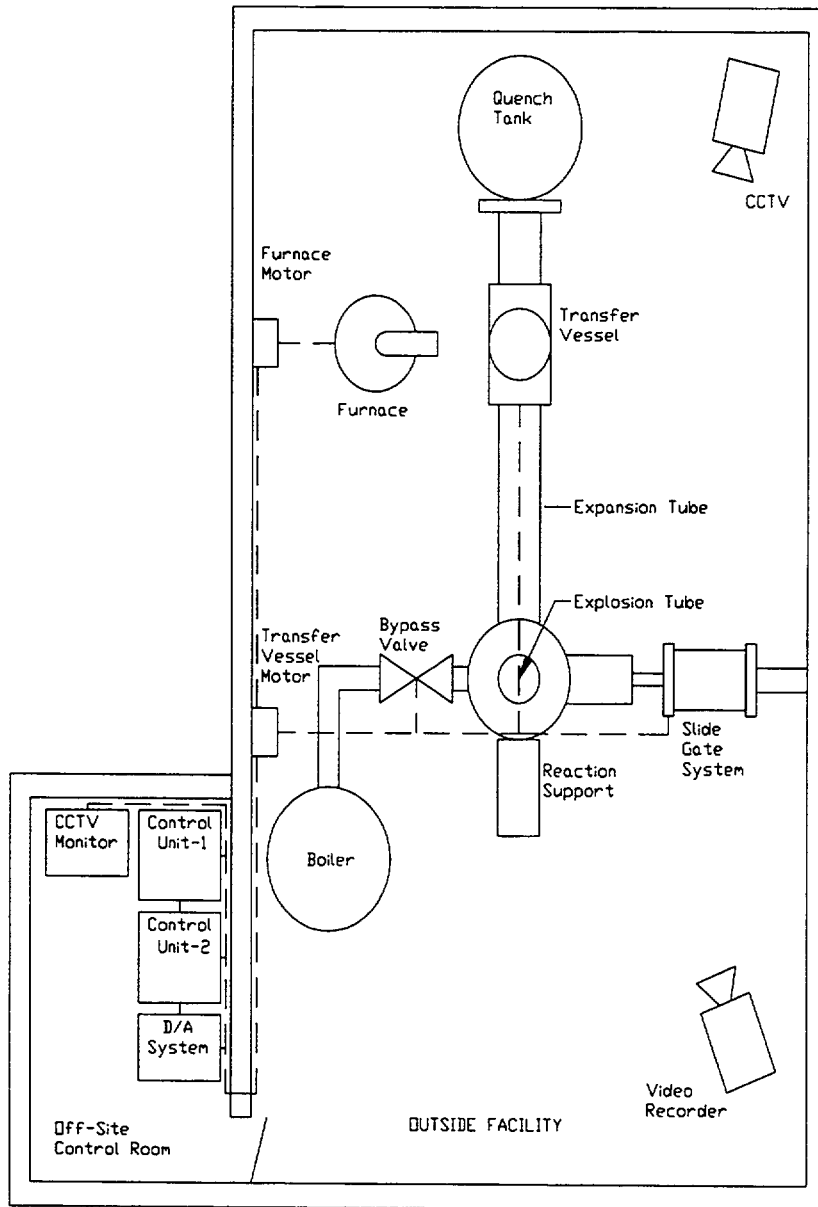 Quench
Tank
CCTV
Furnace
Motor
Transfer
Vessel
Furnace
Expansion Tube
Explosion Tube
Bypass
Valve
Transfer
Vessel
Motor
Slide
Gate
System
Reaction
Support
CCTV
Monitor
Control
Unit-1
Boiler
Control
Unit-2
D/A
System
Video
Recorder
Off-Site
Control Room
OUTSIDE FACILITY